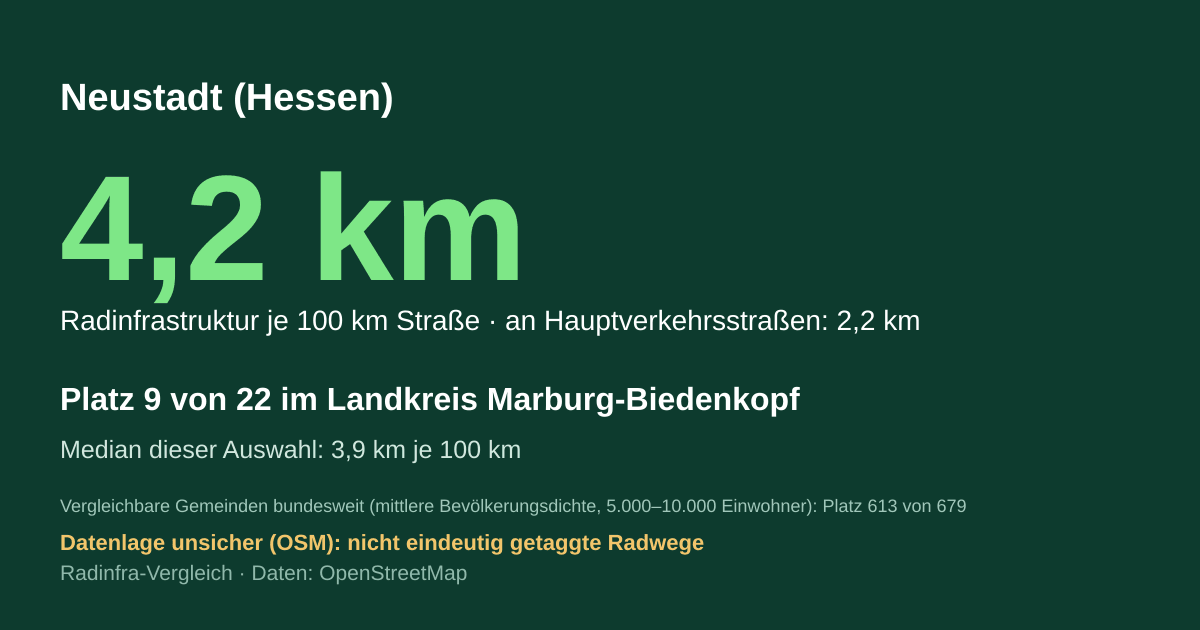 Neustadt (Hessen)
4,2 km
Radinfrastruktur je 100 km Straße · an Hauptverkehrsstraßen: 2,2 km
Platz 9 von 22 im Landkreis Marburg-Biedenkopf
Median dieser Auswahl: 3,9 km je 100 km
Vergleichbare Gemeinden bundesweit (mittlere Bevölkerungsdichte, 5.000–10.000 Einwohner): Platz 613 von 679
Datenlage unsicher (OSM): nicht eindeutig getaggte Radwege
Radinfra-Vergleich · Daten: OpenStreetMap